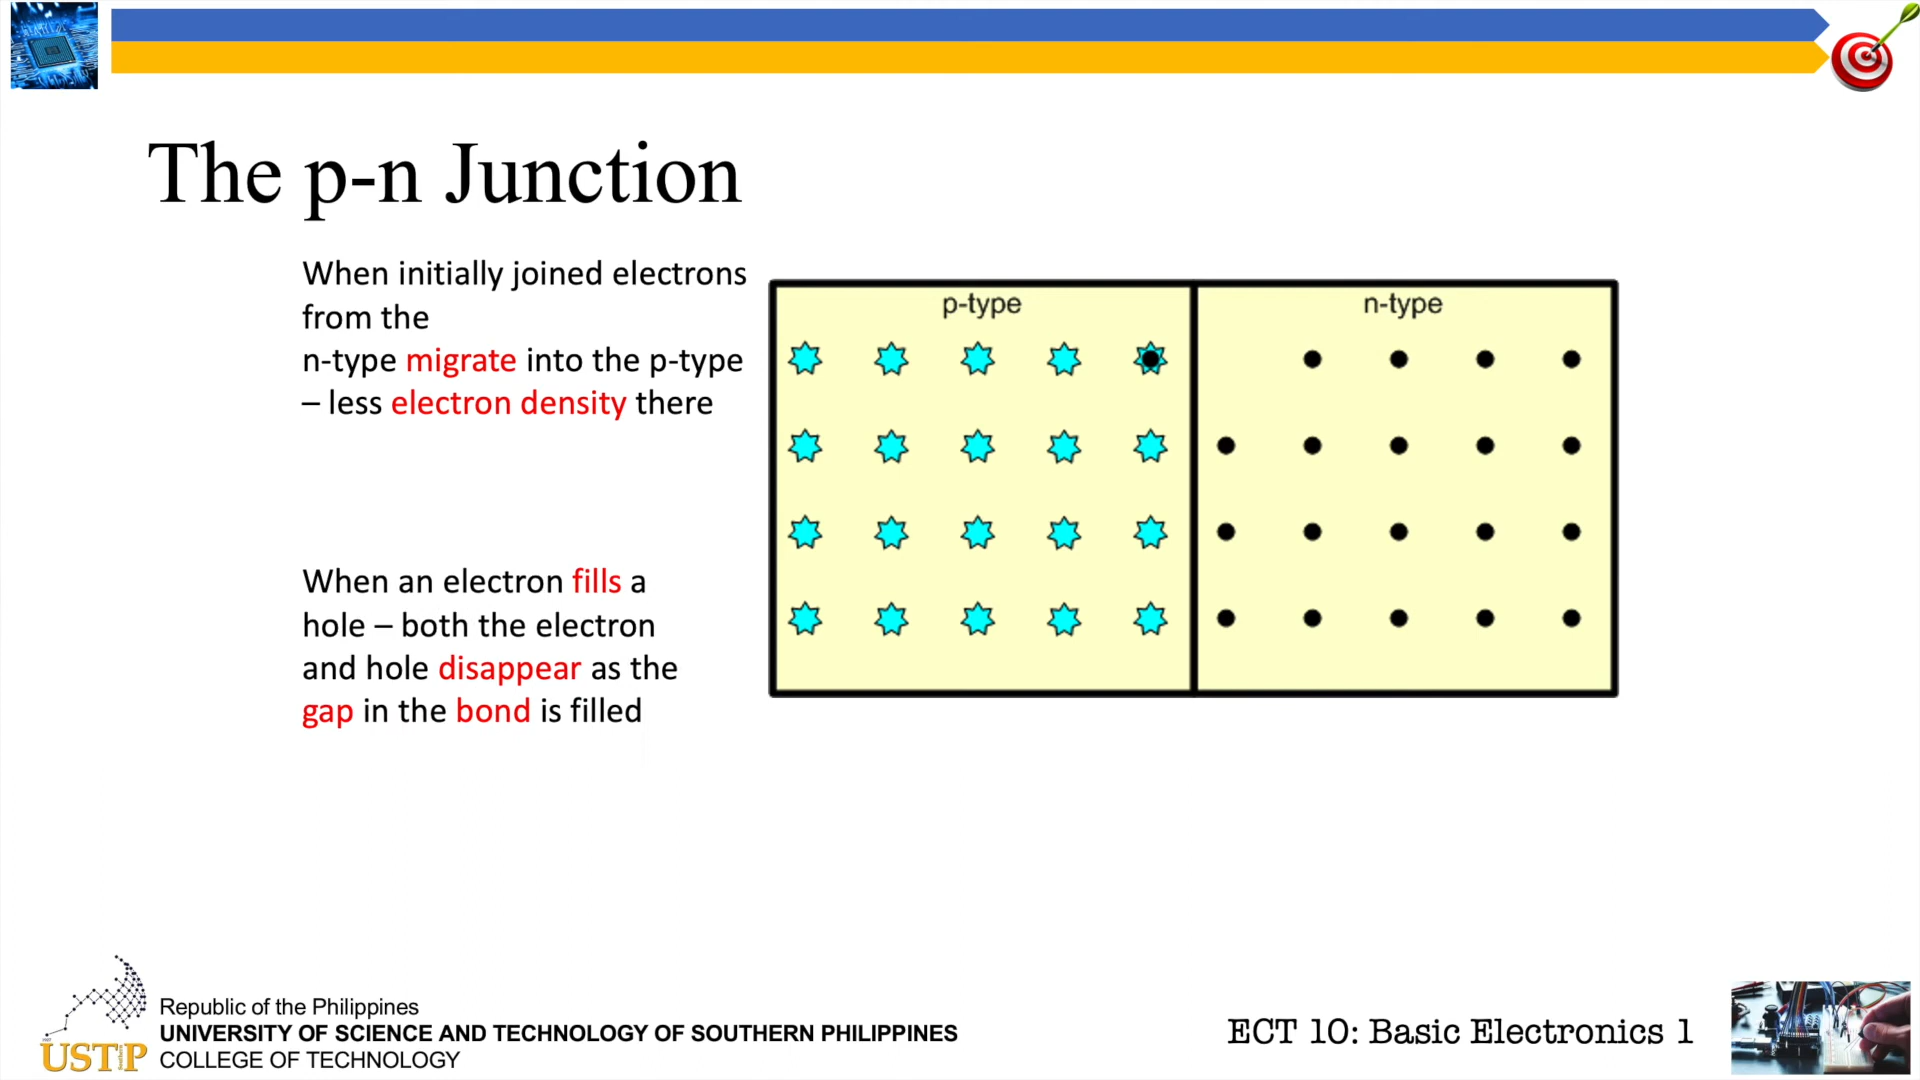 The p-n Junction
When initially joined electrons
from the
n-type migrate into the p-type
– less electron density there
When an electron fills a
hole – both the electron
and hole disappear as the
gap in the bond is filled
p-type
n-type
USTP
Republic of the Philippines
UNIVERSITY OF SCIENCE AND TECHNOLOGY OF SOUTHERN PHILIPPINES
COLLEGE OF TECHNOLOGY
ECT 10: Basic Electronics 1